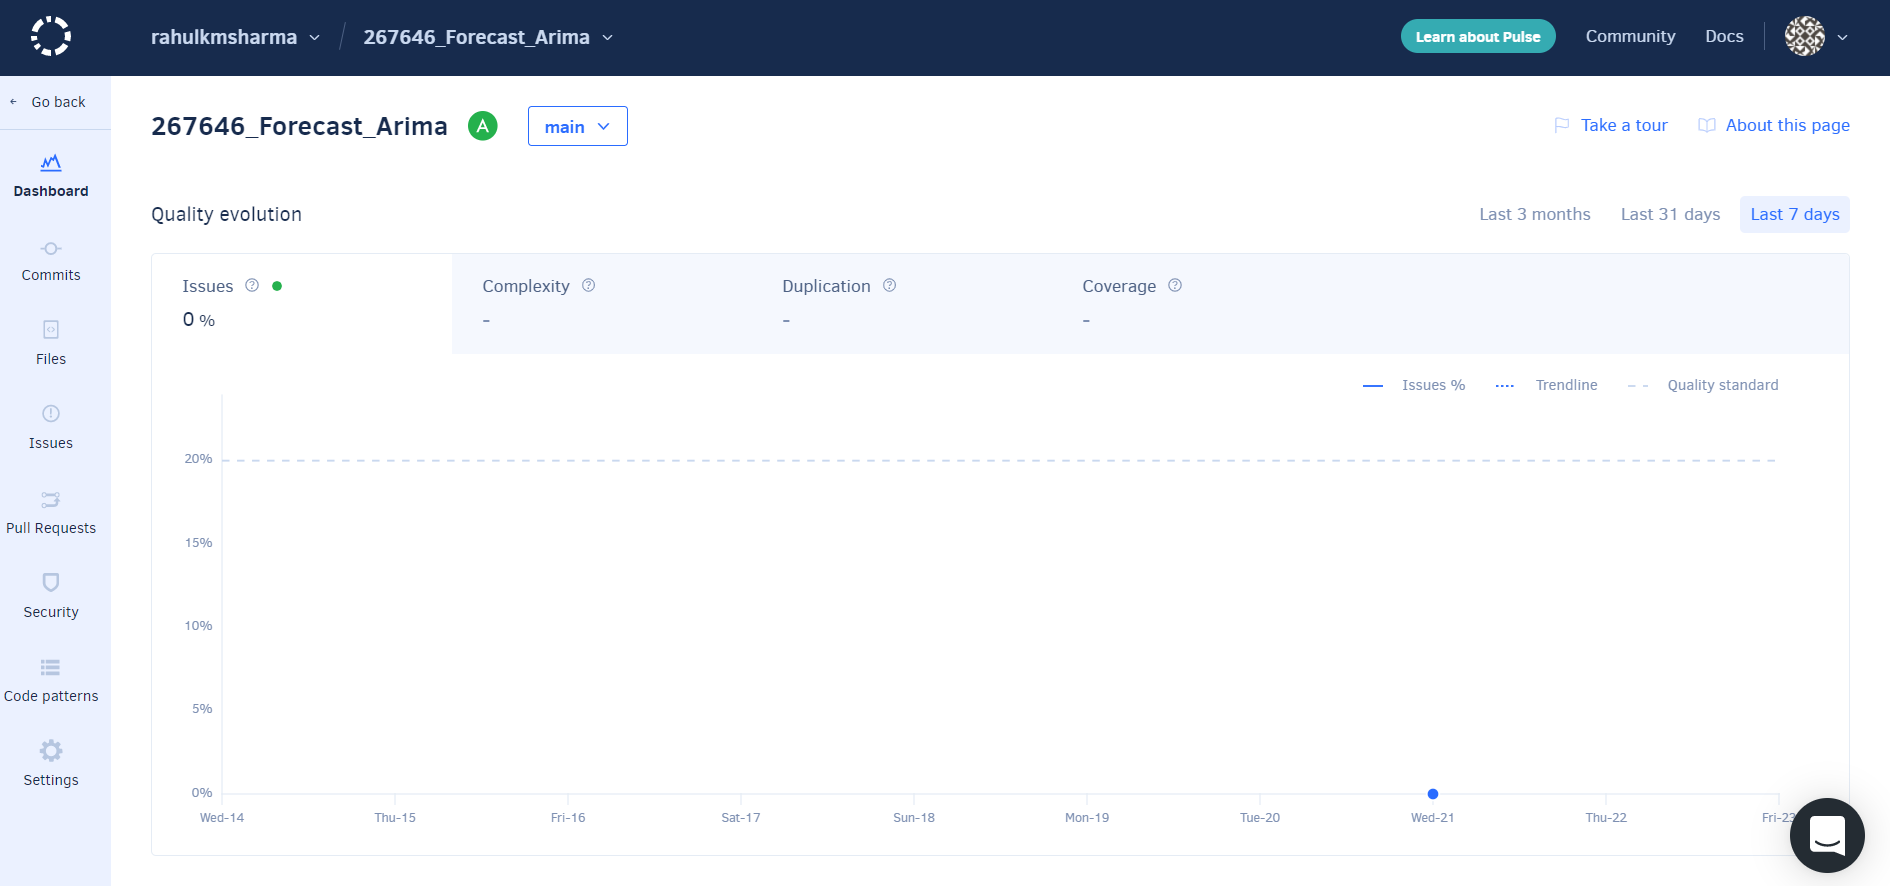 rahulkmsharma / 267646_Forecast_Arima Learn about Pulse Community Docs
← Go back
267646_Forecast_Arima A main Take a tour About this page
Dashboard
Quality evolution Last 3 months Last 31 days Last 7 days
Commits
Issues Complexity Duplication Coverage
0 % - - -
Files
Issues % Trendline Quality standard
Issues
20%
Pull Requests
15%
Security
10%
Code patterns
5%
Settings
0%
Wed-14 Thu-15 Fri-16 Sat-17 Sun-18 Mon-19 Tue-20 Wed-21 Thu-22 Fri-23